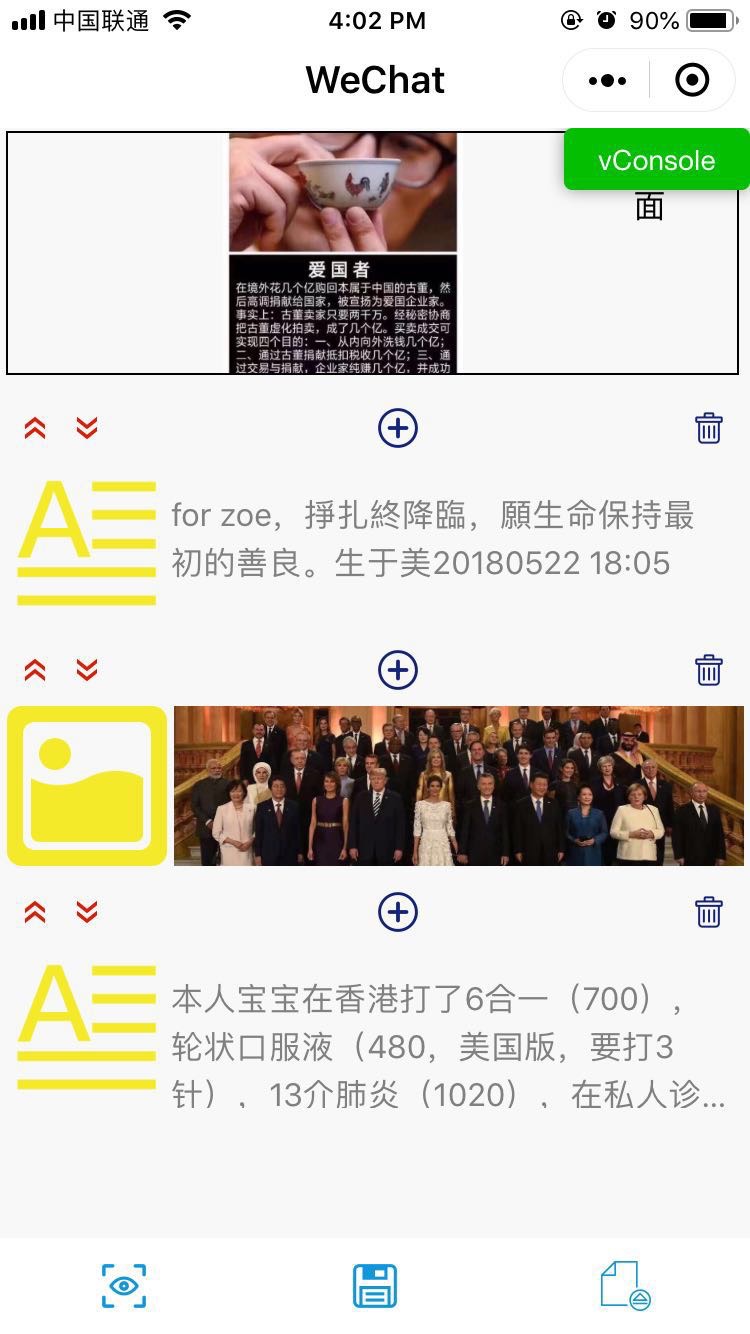 中国联通
4:02 PM
90%
WeChat
vConsole
面
爱国者
在境外花几个亿购回本属于中国的古董，然
后高调捐献给国家，被宣扬为爱国企业家。
事实上：古董卖家只要两千万。经秘密协商
把古董虚化拍卖，成了几个亿。买卖成交可
实现四个目的：一、从内向外洗钱几个亿；
二、通过古董捐献抵扣税收几个亿；三、通
过交易与捐献，企业家纯赚几个亿，并成功
for zoe，掙扎終降臨，願生命保持最
初的善良。生于美20180522 18:05
本人宝宝在香港打了6合一（700），
轮状口服液（480，美国版，要打3
针），13介肺炎（1020），在私人诊...